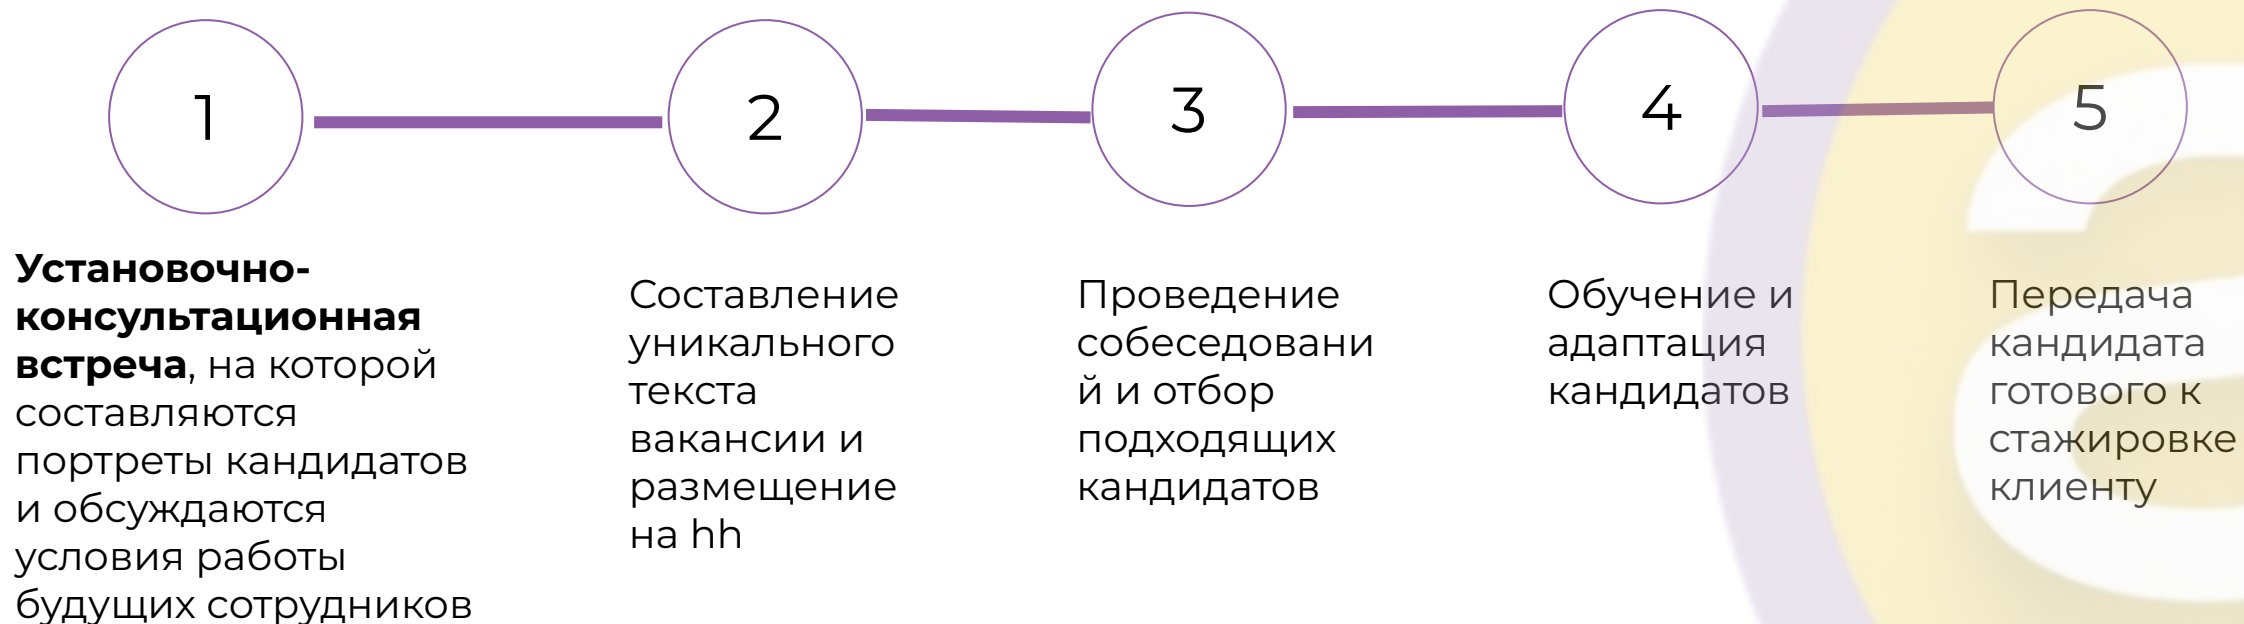 1
2
3
4
5
Установочно-
консультационная
встреча, на которой
составляются
портреты кандидатов
и обсуждаются
условия работы
будущих сотрудников
Составление
уникального
текста
вакансии и
размещение
на hh
Проведение
собеседовани
й и отбор
подходящих
кандидатов
Обучение и
адаптация
кандидатов
Передача
кандидата
готового к
стажировке
клиенту